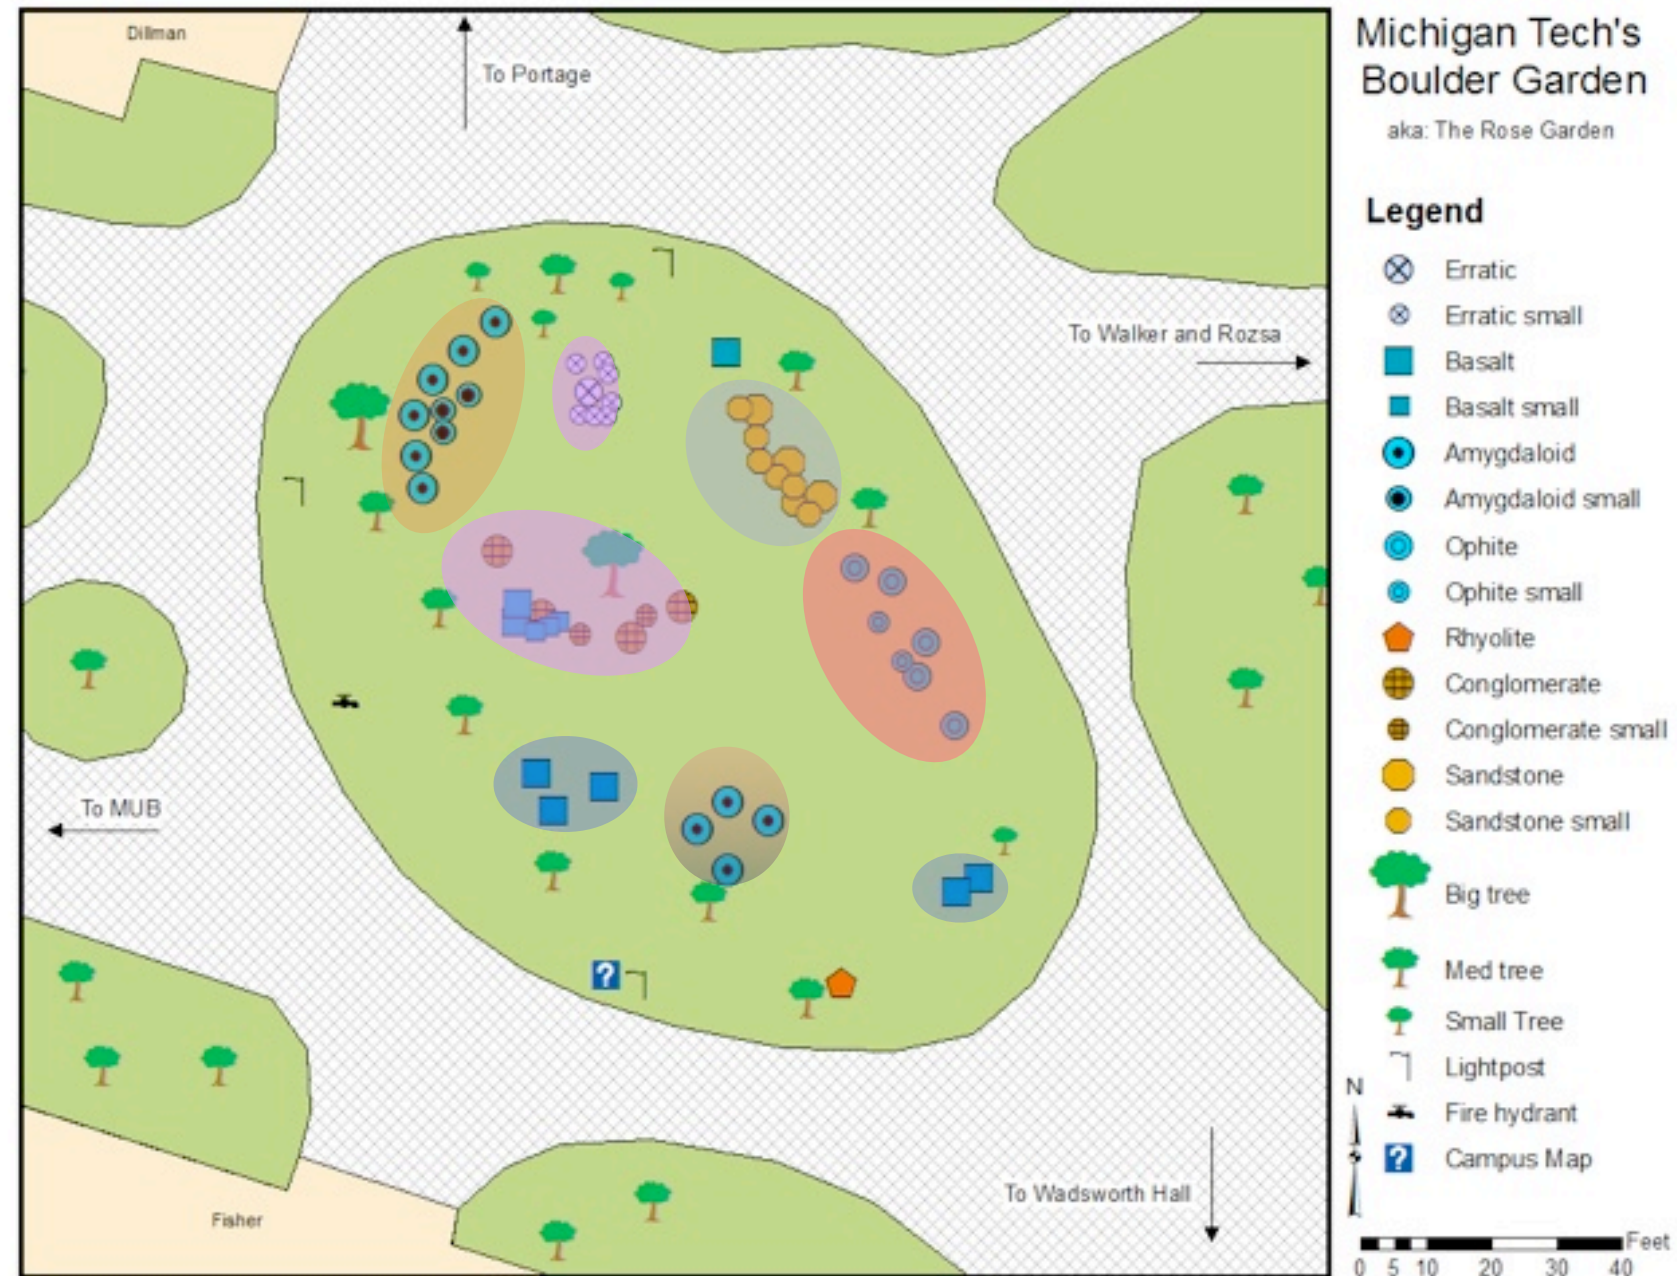 Michigan Tech's
Boulder Garden
aka: The Rose Garden
Dillman
To Portage
To Walker and Rozsa
To MUB
?
To Wadsworth Hall
Fisher
Legend
Erratic
Erratic small
Basalt
Basalt small
Amygdaloid
Amygdaloid small
Ophite
Ophite small
Rhyolite
Conglomerate
Conglomerate small
Sandstone
Sandstone small
Big tree
Med tree
Small Tree
Lightpost
Fire hydrant
? Campus Map
N
Feet
0 5 10 20 30 40